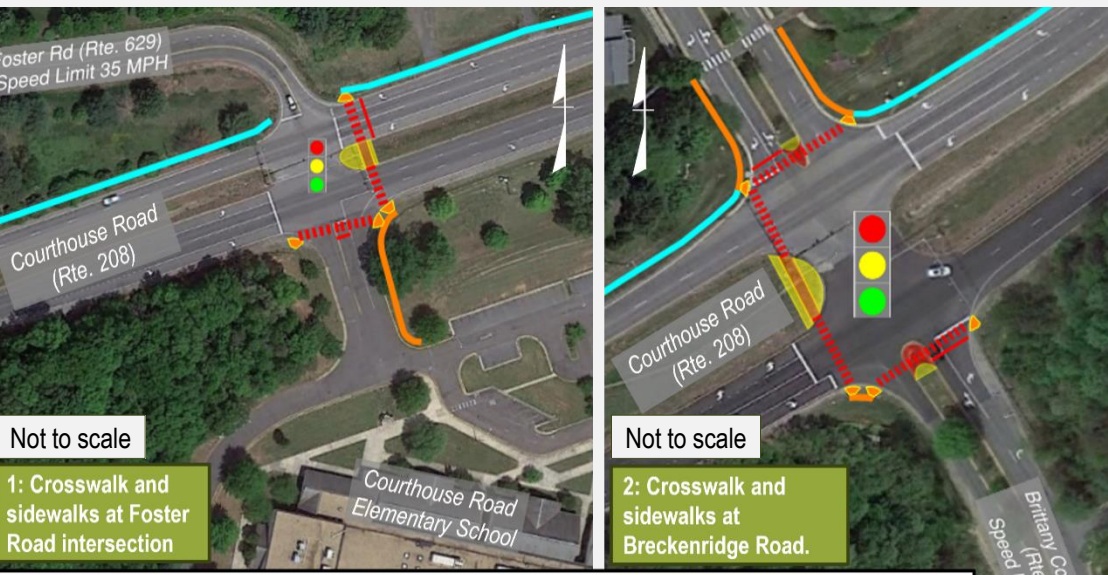 Foster Rd (Rte. 629)
Speed Limit 35 MPH
Courthouse Road
(Rte. 208)
Not to scale
1: Crosswalk and
sidewalks at Foster
Road intersection
Courthouse Road
Elementary School
Courthouse Road
(Rte. 208)
Not to scale
2: Crosswalk and
sidewalks at
Breckenridge Road.
Brittany Co
(Rte
Speed